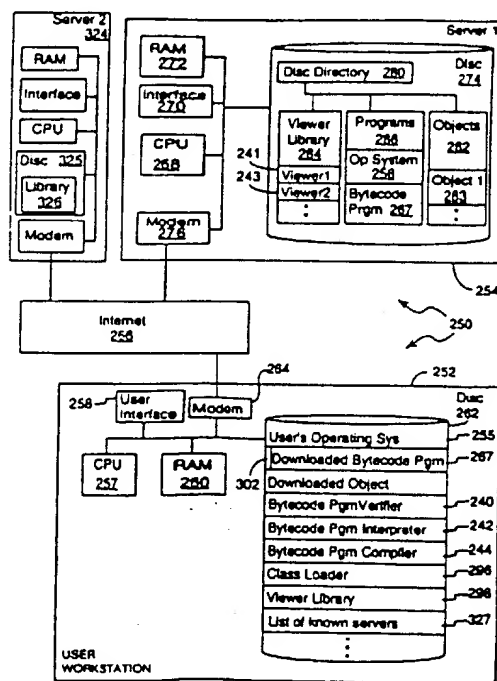 Server 2
324
RAM
Interface
CPU
Disc 325
Library
326
Modem
Server 1
RAM
272
Interface
270
CPU
268
Modem
276
Disc
274
Disc Directory 280
Viewer
Library
284
241
Viewer1
243
Viewer2
Programs
286
Op System
258
Bytecode
Prgm 267
Objects
282
Object 1
283
254
250
Internet
256
264
252
258
User
Interface
Modem
Disc
262
CPU
257
RAM
260
302
User's Operating Sys
255
Downloaded Bytecode Pgm
267
Downloaded Object
Bytecode PgmVerifier
240
Bytecode Pgm Interpreter
242
Bytecode Pgm Compiler
244
Class Loader
296
Viewer Library
298
List of known servers
327
USER
WORKSTATION